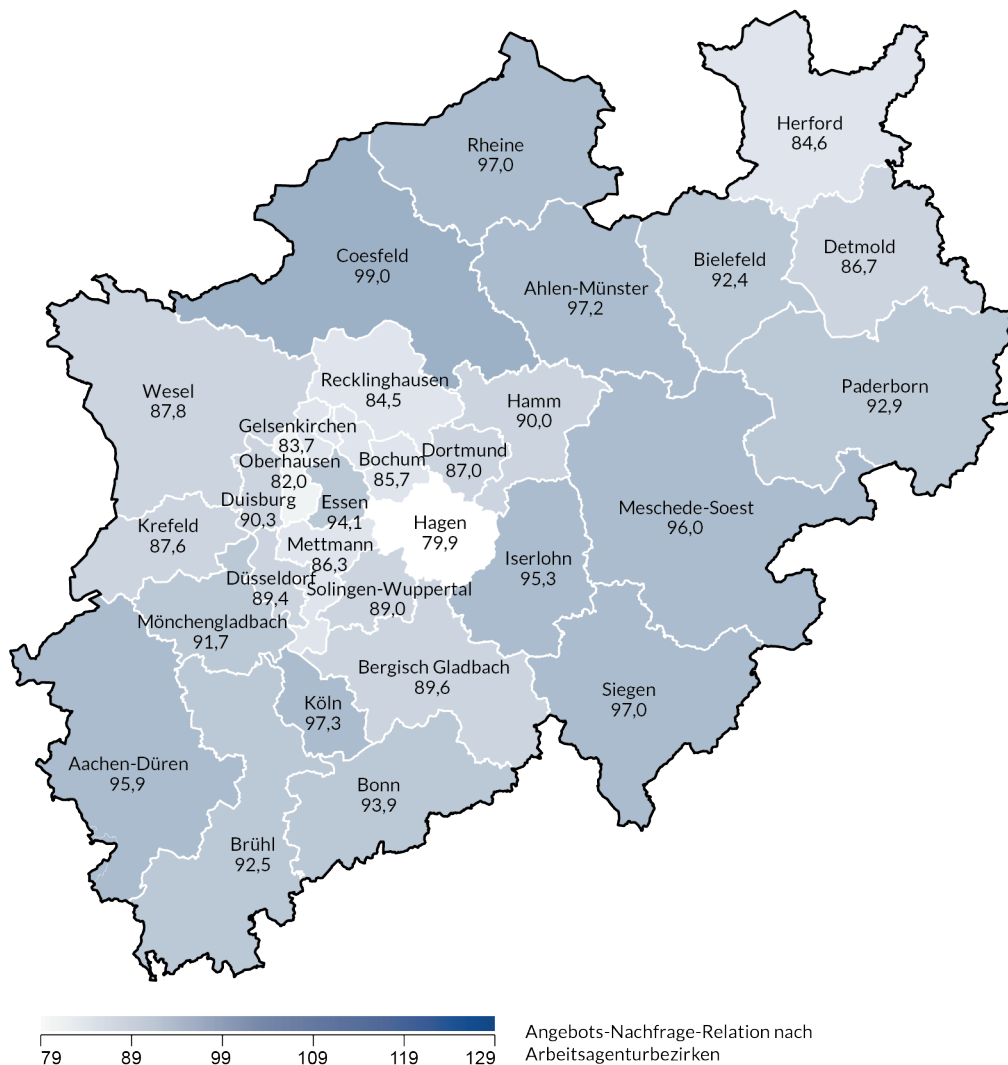 Herford
84,6
Rheine
97,0
Coesfeld
99,0
Bielefeld
92,4
Detmold
86,7
Ahlen-Münster
97,2
Wesel
87,8
Recklinghausen
84,5
Hamm
90,0
Paderborn
92,9
Gelsenkirchen
83,7
Oberhausen
82,0
Bochum
85,7
Dortmund
87,0
Duisburg
90,3
Essen
94,1
Meschede-Soest
96,0
Krefeld
87,6
Hagen
79,9
Mettmann
86,3
Iserlohn
95,3
Düsseldorf
89,4
Solingen-Wuppertal
89,0
Mönchengladbach
91,7
Bergisch Gladbach
89,6
Köln
97,3
Siegen
97,0
Aachen-Düren
95,9
Bonn
93,9
Brühl
92,5
79 89 99 109 119 129
Angebots-Nachfrage-Relation nach
Arbeitsagenturbezirken